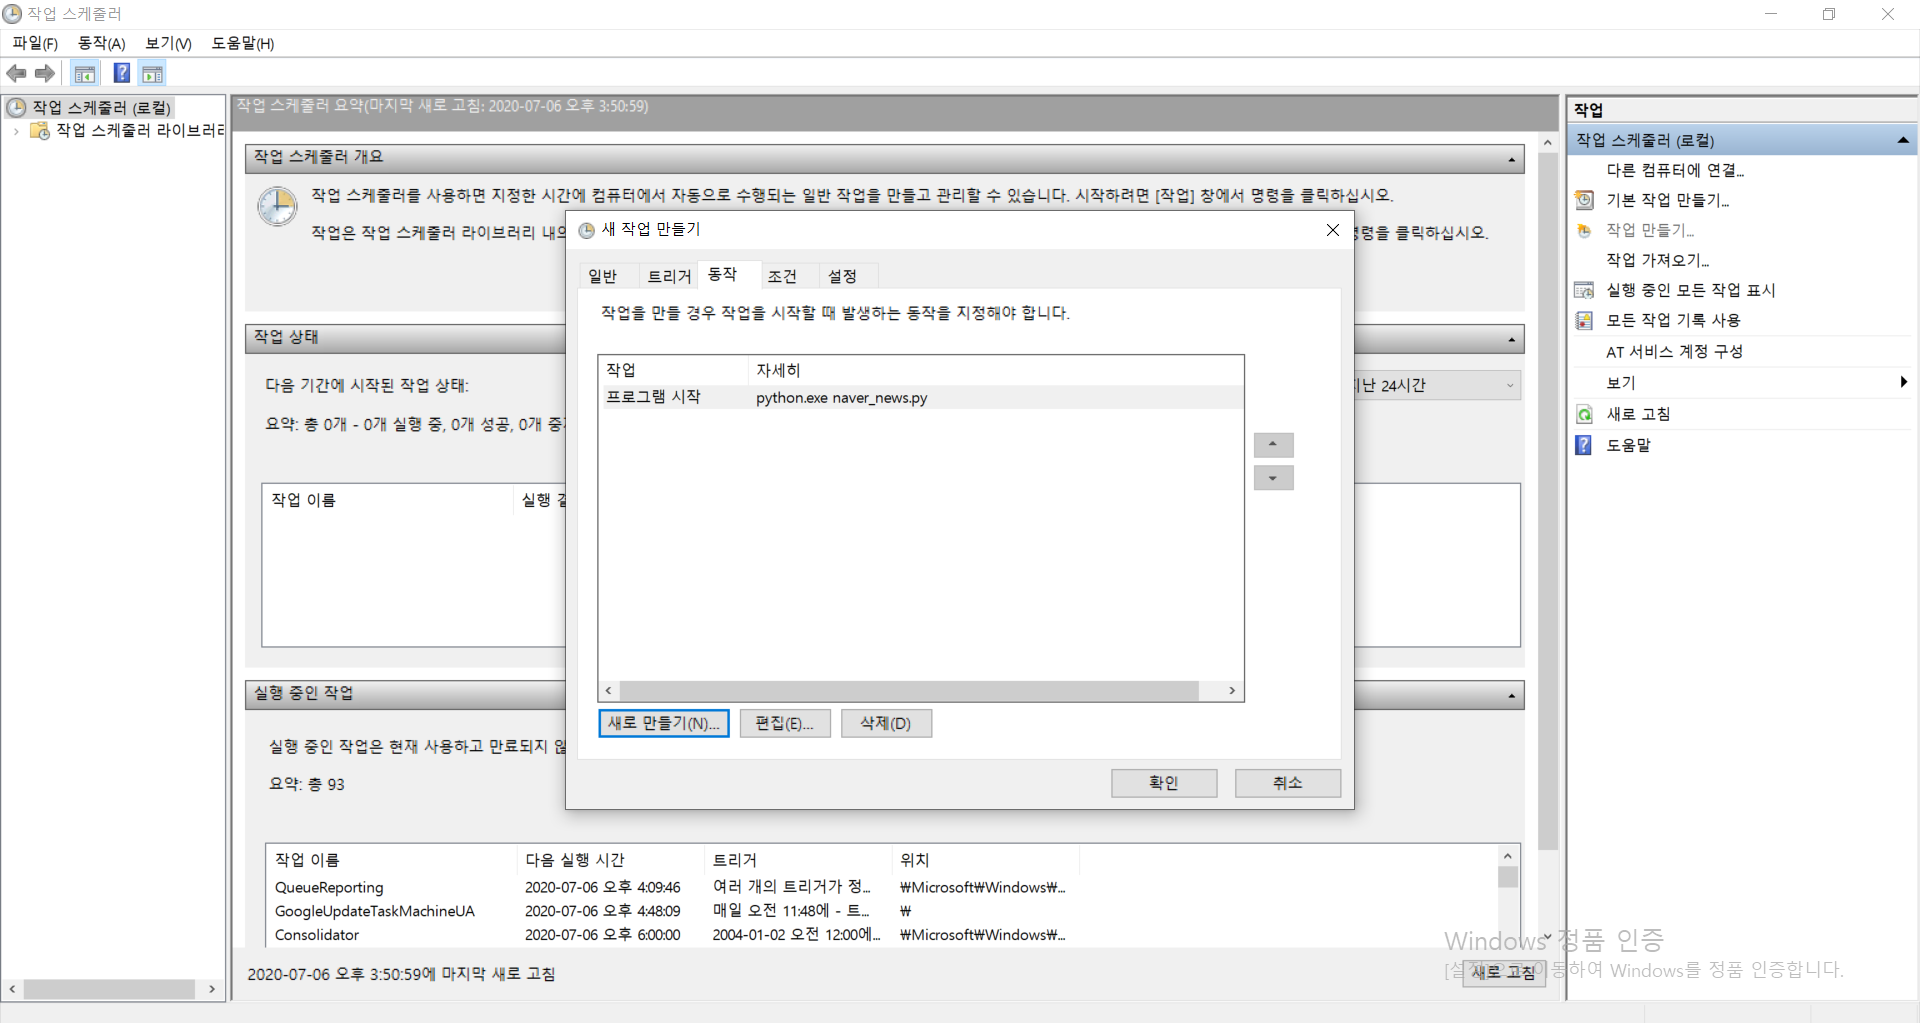 작업 스케줄러
파일(F) 동작(A) 보기(V) 도움말(H)
작업 스케줄러 (로컬)
작업 스케줄러 라이브러리
작업 스케줄러 요약(마지막 새로 고침: 2020-07-06 오후 3:50:59)
작업 스케줄러 개요
작업 스케줄러를 사용하면 지정한 시간에 컴퓨터에서 자동으로 수행되는 일반 작업을 만들고 관리할 수 있습니다. 시작하려면 [작업] 창에서 명령을 클릭하십시오.
작업은 작업 스케줄러 라이브러리 내의
명령을 클릭하십시오.
작업 상태
다음 기간에 시작된 작업 상태:
지난 24시간
요약: 총 0개 - 0개 실행 중, 0개 성공, 0개 중지
작업 이름 실행 결
실행 중인 작업
실행 중인 작업은 현재 사용하고 만료되지 않
요약: 총 93
작업 이름 다음 실행 시간 트리거 위치
QueueReporting 2020-07-06 오후 4:09:46 여러 개의 트리거가 정... ₩Microsoft₩Windows₩...
GoogleUpdateTaskMachineUA 2020-07-06 오후 4:48:09 매일 오전 11:48에 - 트... ₩
Consolidator 2020-07-06 오후 6:00:00 2004-01-02 오전 12:00에... ₩Microsoft₩Windows₩...
2020-07-06 오후 3:50:59에 마지막 새로 고침
새로 고침
새 작업 만들기
일반 트리거 동작 조건 설정
작업을 만들 경우 작업을 시작할 때 발생하는 동작을 지정해야 합니다.
작업 자세히
프로그램 시작 python.exe naver_news.py
새로 만들기(N)... 편집(E)... 삭제(D)
확인 취소
작업
작업 스케줄러 (로컬)
다른 컴퓨터에 연결...
기본 작업 만들기...
작업 만들기...
작업 가져오기...
실행 중인 모든 작업 표시
모든 작업 기록 사용
AT 서비스 계정 구성
보기
새로 고침
도움말
Windows 정품 인증
[설정]으로 이동하여 Windows를 정품 인증합니다.